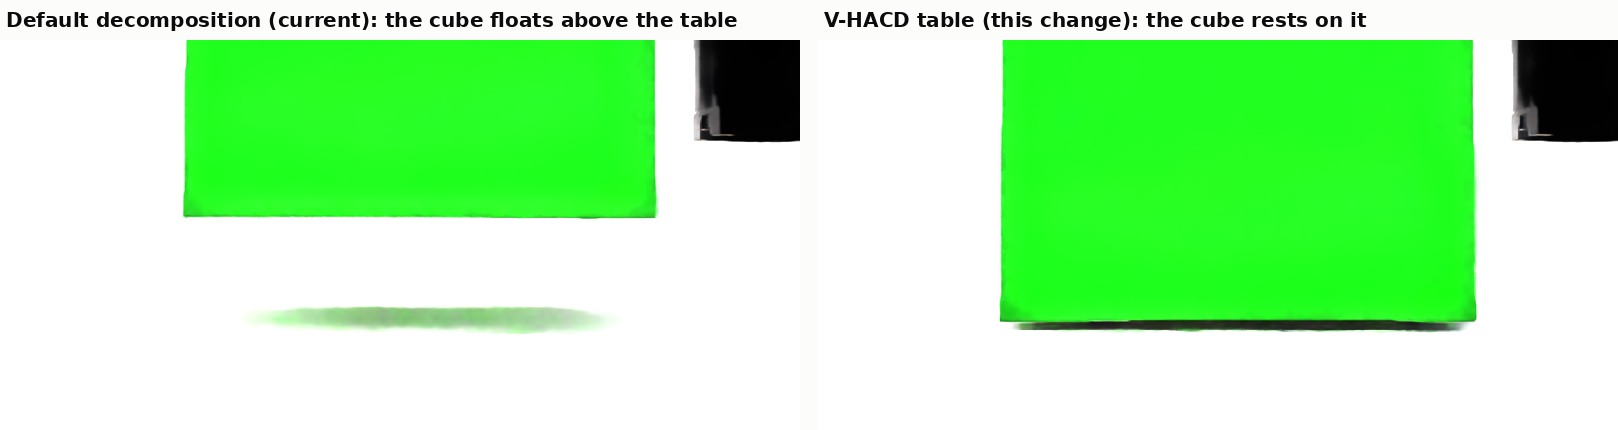 Default decomposition (current): the cube floats above the table
V-HACD table (this change): the cube rests on it